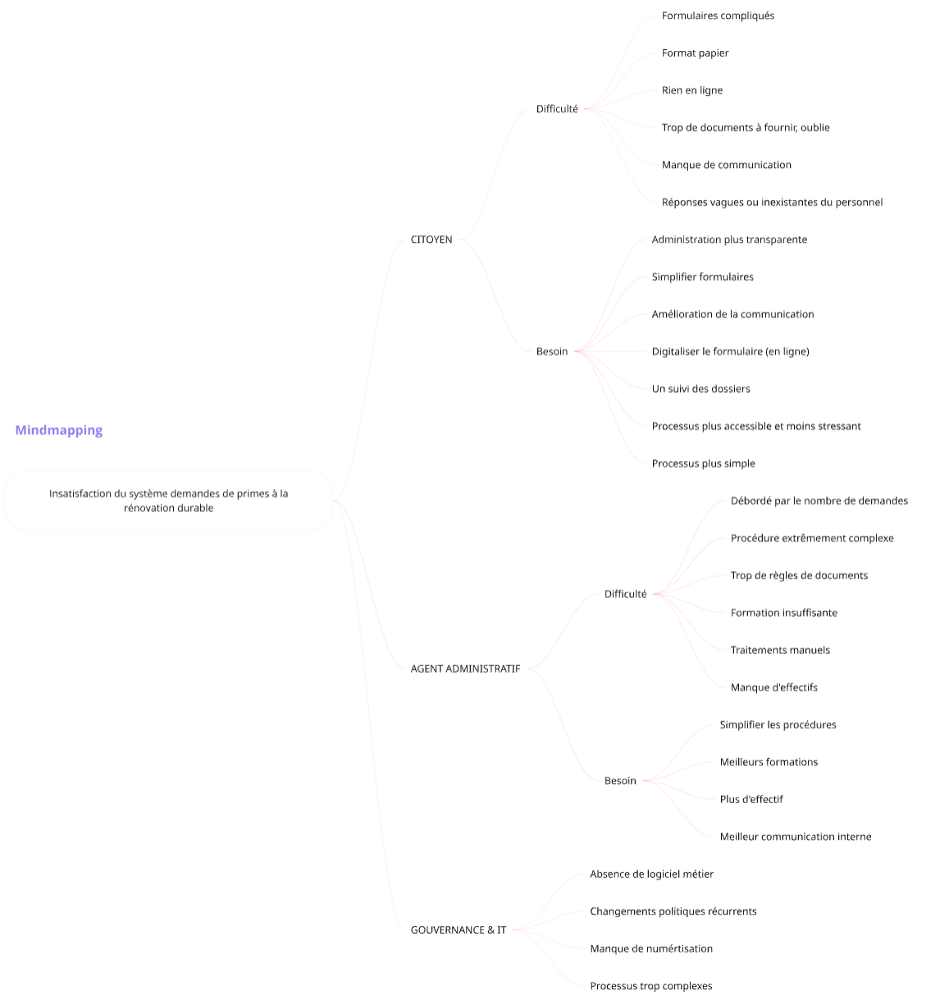 Mindmapping
Insatisfaction du système demandes de primes à la
rénovation durable
CITOYEN
Difficulté
Formulaires compliqués
Format papier
Rien en ligne
Trop de documents à fournir, oublie
Manque de communication
Réponses vagues ou inexistantes du personnel
Besoin
Administration plus transparente
Simplifier formulaires
Amélioration de la communication
Digitaliser le formulaire (en ligne)
Un suivi des dossiers
Processus plus accessible et moins stressant
Processus plus simple
AGENT ADMINISTRATIF
Difficulté
Débordé par le nombre de demandes
Procédure extrêmement complexe
Trop de règles de documents
Formation insuffisante
Traitements manuels
Manque d'effectifs
Besoin
Simplifier les procédures
Meilleurs formations
Plus d'effectif
Meilleur communication interne
GOUVERNANCE & IT
Absence de logiciel métier
Changements politiques récurrents
Manque de numértisation
Processus trop complexes